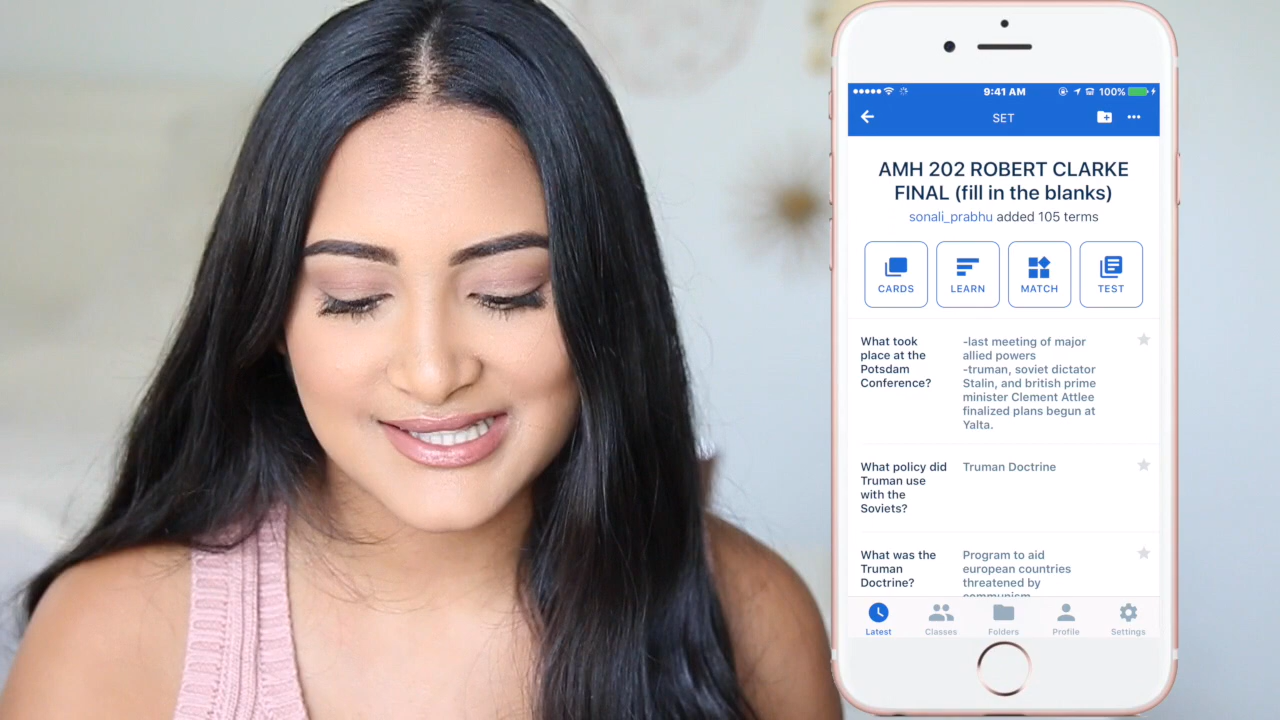 9:41 AM
100%
SET
AMH 202 ROBERT CLARKE
FINAL (fill in the blanks)
sonali_prabhu added 105 terms
CARDS
LEARN
MATCH
TEST
What took
place at the
Potsdam
Conference?
-last meeting of major
allied powers
-truman, soviet dictator
Stalin, and british prime
minister Clement Attlee
finalized plans begun at
Yalta.
What policy did
Truman use
with the
Soviets?
Truman Doctrine
What was the
Truman
Doctrine?
Program to aid
european countries
threatened by
communism
Latest
Classes
Folders
Profile
Settings